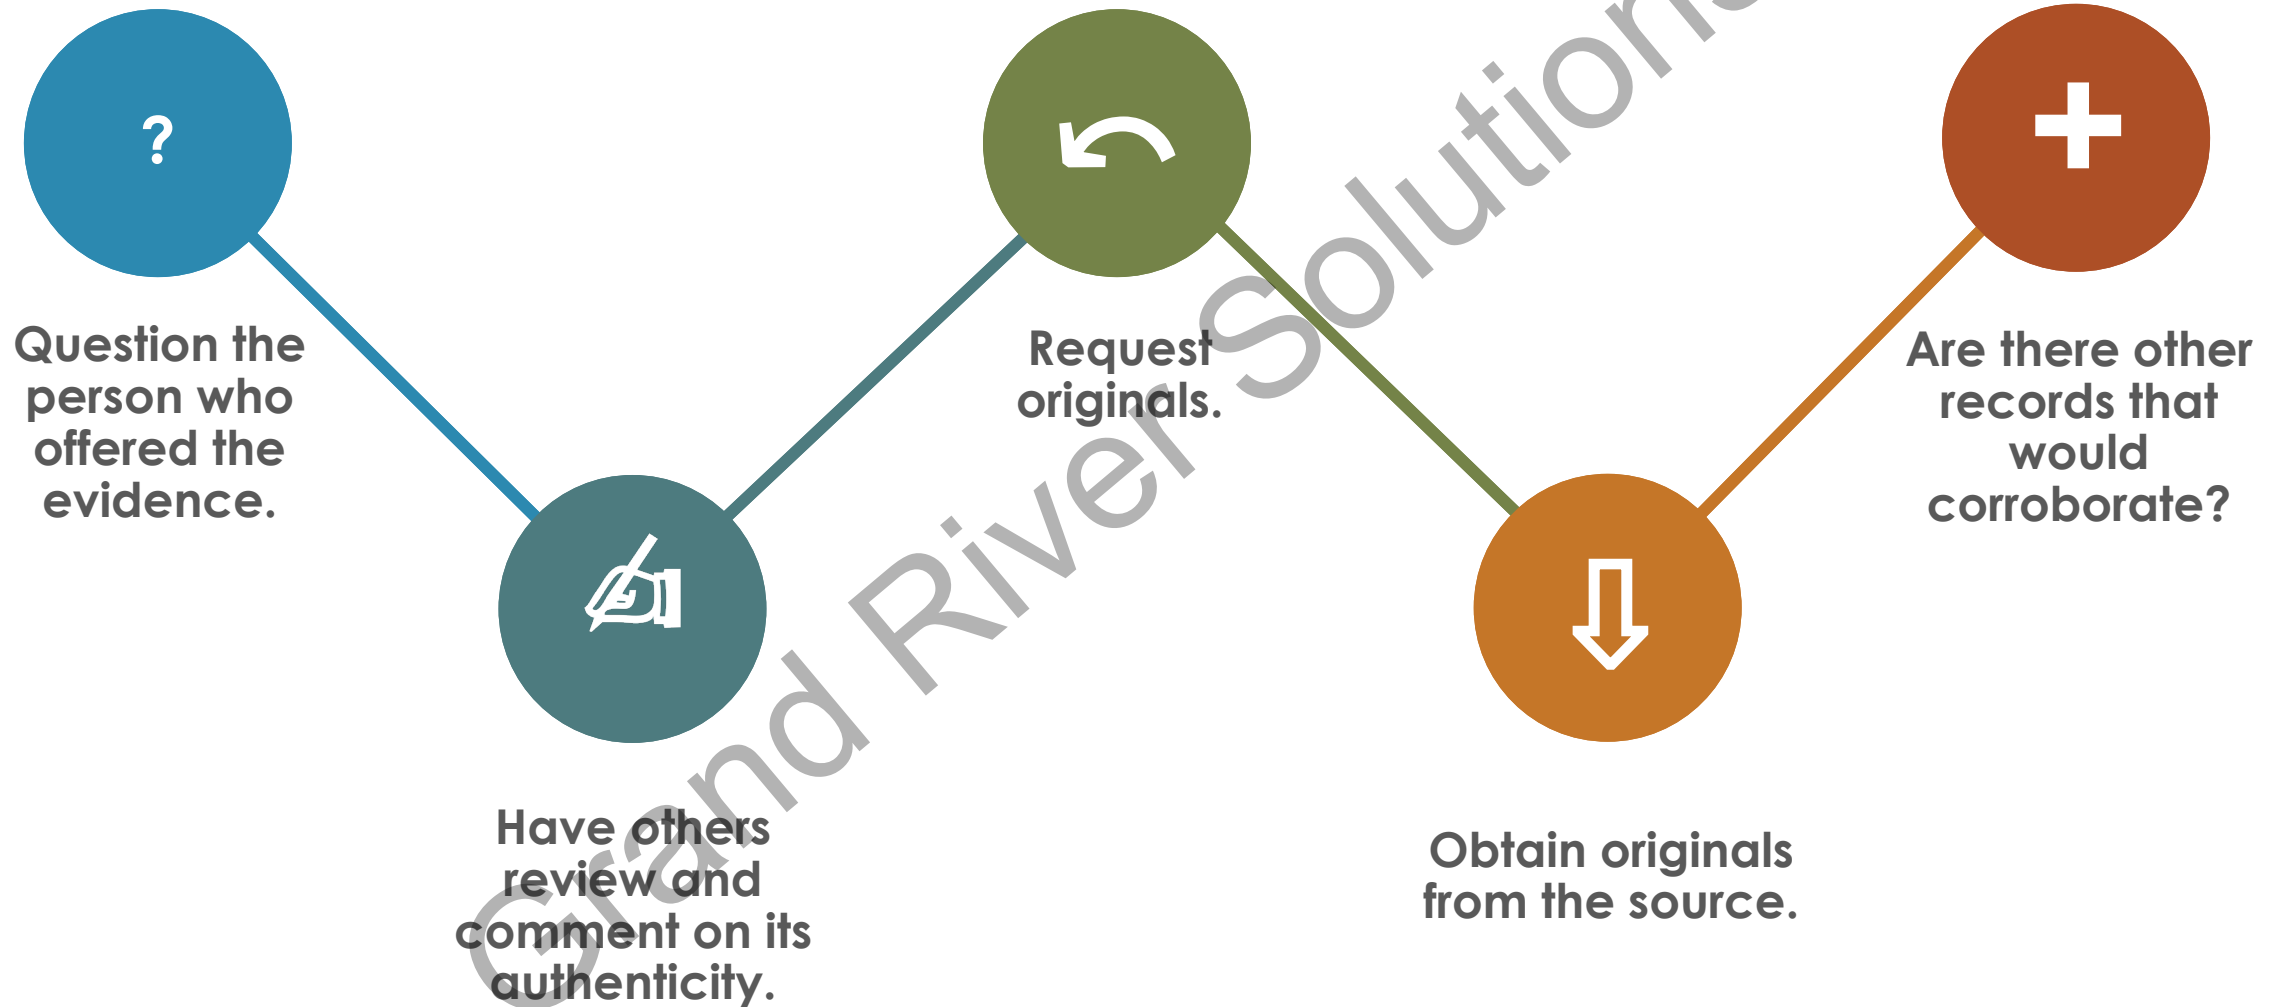 ?
Question the
person who
offered the
evidence.
Have others
review and
comment on its
authenticity.
Request
originals.
Obtain originals
from the source.
Are there other
records that
would
corroborate?
Grand River Solutions